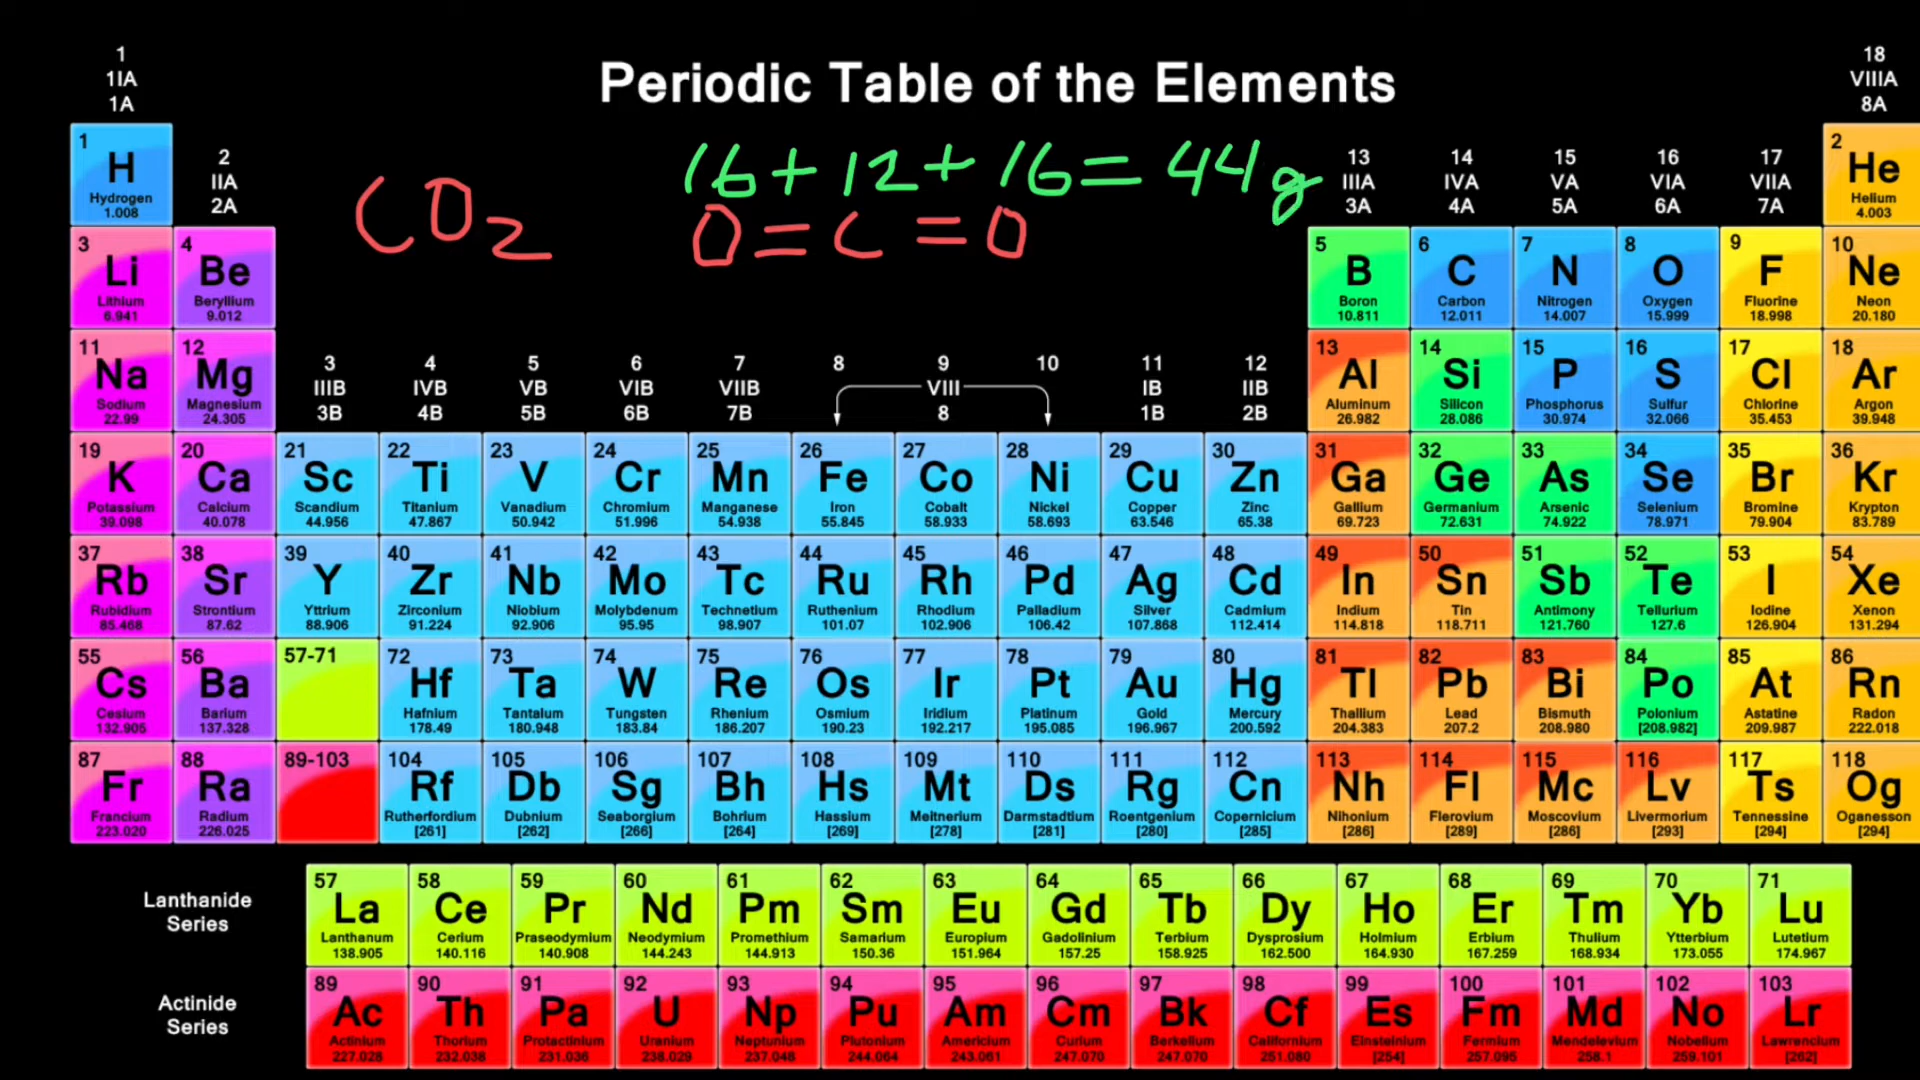 Periodic Table of the Elements
1 18
1IA VIIIA
1A 8A
16 + 12 + 16 = 44 g
CO2 O = C = O
2 13 14 15 16 17
IIA IIIA IVA VA VIA VIIA
2A 3A 4A 5A 6A 7A
1 2
H He
Hydrogen Helium
1.008 4.003
3 4 5 6 7 8 9 10
Li Be B C N O F Ne
Lithium Beryllium Boron Carbon Nitrogen Oxygen Fluorine Neon
6.941 9.012 10.811 12.011 14.007 15.999 18.998 20.180
11 12 13 14 15 16 17 18
Na Mg Al Si P S Cl Ar
Sodium Magnesium Aluminum Silicon Phosphorus Sulfur Chlorine Argon
22.99 24.305 26.982 28.086 30.974 32.066 35.453 39.948
3 4 5 6 7 8 9 10 11 12
IIIB IVB VB VIB VIIB VIII IB IIB
3B 4B 5B 6B 7B 8 1B 2B
19 20 21 22 23 24 25 26 27 28 29 30 31 32 33 34 35 36
K Ca Sc Ti V Cr Mn Fe Co Ni Cu Zn Ga Ge As Se Br Kr
Potassium Calcium Scandium Titanium Vanadium Chromium Manganese Iron Cobalt Nickel Copper Zinc Gallium Germanium Arsenic Selenium Bromine Krypton
39.098 40.078 44.956 47.867 50.942 51.996 54.938 55.845 58.933 58.693 63.546 65.38 69.723 72.631 74.922 78.971 79.904 83.789
37 38 39 40 41 42 43 44 45 46 47 48 49 50 51 52 53 54
Rb Sr Y Zr Nb Mo Tc Ru Rh Pd Ag Cd In Sn Sb Te I Xe
Rubidium Strontium Yttrium Zirconium Niobium Molybdenum Technetium Ruthenium Rhodium Palladium Silver Cadmium Indium Tin Antimony Tellurium Iodine Xenon
85.468 87.62 88.906 91.224 92.906 95.95 98.907 101.07 102.906 106.42 107.868 112.414 114.818 118.711 121.760 127.6 126.904 131.294
55 56 57-71 72 73 74 75 76 77 78 79 80 81 82 83 84 85 86
Cs Ba Hf Ta W Re Os Ir Pt Au Hg Tl Pb Bi Po At Rn
Cesium Barium Hafnium Tantalum Tungsten Rhenium Osmium Iridium Platinum Gold Mercury Thallium Lead Bismuth Polonium Astatine Radon
132.905 137.328 178.49 180.948 183.84 186.207 190.23 192.217 195.085 196.967 200.592 204.383 207.2 208.980 [208.982] 209.987 222.018
87 88 89-103 104 105 106 107 108 109 110 111 112 113 114 115 116 117 118
Fr Ra Rf Db Sg Bh Hs Mt Ds Rg Cn Nh Fl Mc Lv Ts Og
Francium Radium Rutherfordium Dubnium Seaborgium Bohrium Hassium Meitnerium Darmstadtium Roentgenium Copernicium Nihonium Flerovium Moscovium Livermorium Tennessine Oganesson
223.020 226.025 [261] [262] [266] [264] [269] [278] [281] [280] [285] [286] [289] [286] [293] [294] [294]
Lanthanide
Series
57 58 59 60 61 62 63 64 65 66 67 68 69 70 71
La Ce Pr Nd Pm Sm Eu Gd Tb Dy Ho Er Tm Yb Lu
Lanthanum Cerium Praseodymium Neodymium Promethium Samarium Europium Gadolinium Terbium Dysprosium Holmium Erbium Thulium Ytterbium Lutetium
138.905 140.116 140.908 144.243 144.913 150.36 151.964 157.25 158.925 162.500 164.930 167.259 168.934 173.055 174.967
Actinide
Series
89 90 91 92 93 94 95 96 97 98 99 100 101 102 103
Ac Th Pa U Np Pu Am Cm Bk Cf Es Fm Md No Lr
Actinium Thorium Protactinium Uranium Neptunium Plutonium Americium Curium Berkelium Californium Einsteinium Fermium Mendelevium Nobelium Lawrencium
227.028 232.038 231.036 238.029 237.048 244.064 243.061 247.070 247.070 251.080 [254] 257.095 258.1 259.101 [262]